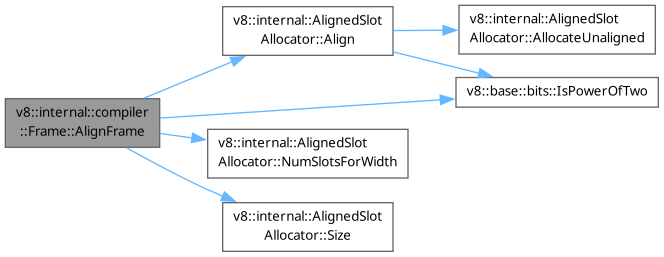 v8::internal::compiler
::Frame::AlignFrame
v8::internal::AlignedSlot
Allocator::Align
v8::internal::AlignedSlot
Allocator::AllocateUnaligned
v8::base::bits::IsPowerOfTwo
v8::internal::AlignedSlot
Allocator::NumSlotsForWidth
v8::internal::AlignedSlot
Allocator::Size